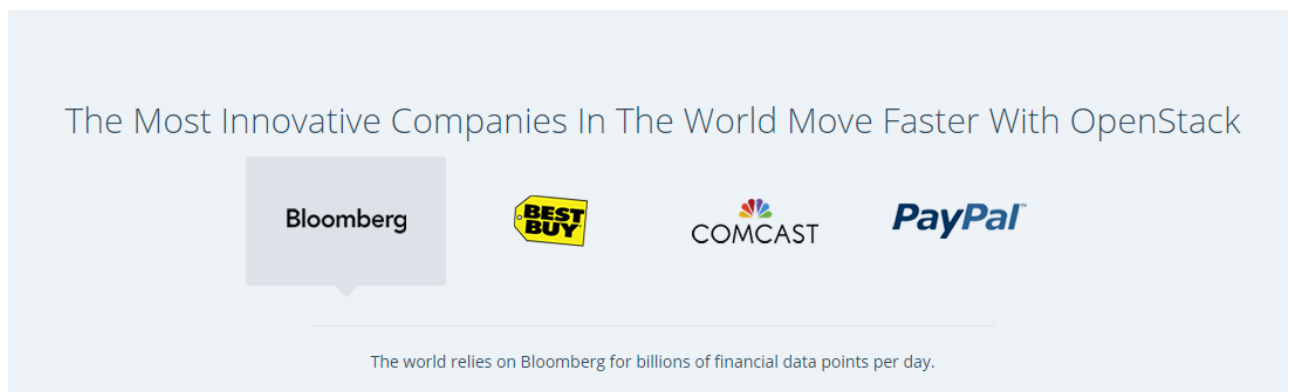 The Most Innovative Companies In The World Move Faster With OpenStack
Bloomberg
BEST
BUY
COMCAST
PayPal™
The world relies on Bloomberg for billions of financial data points per day.